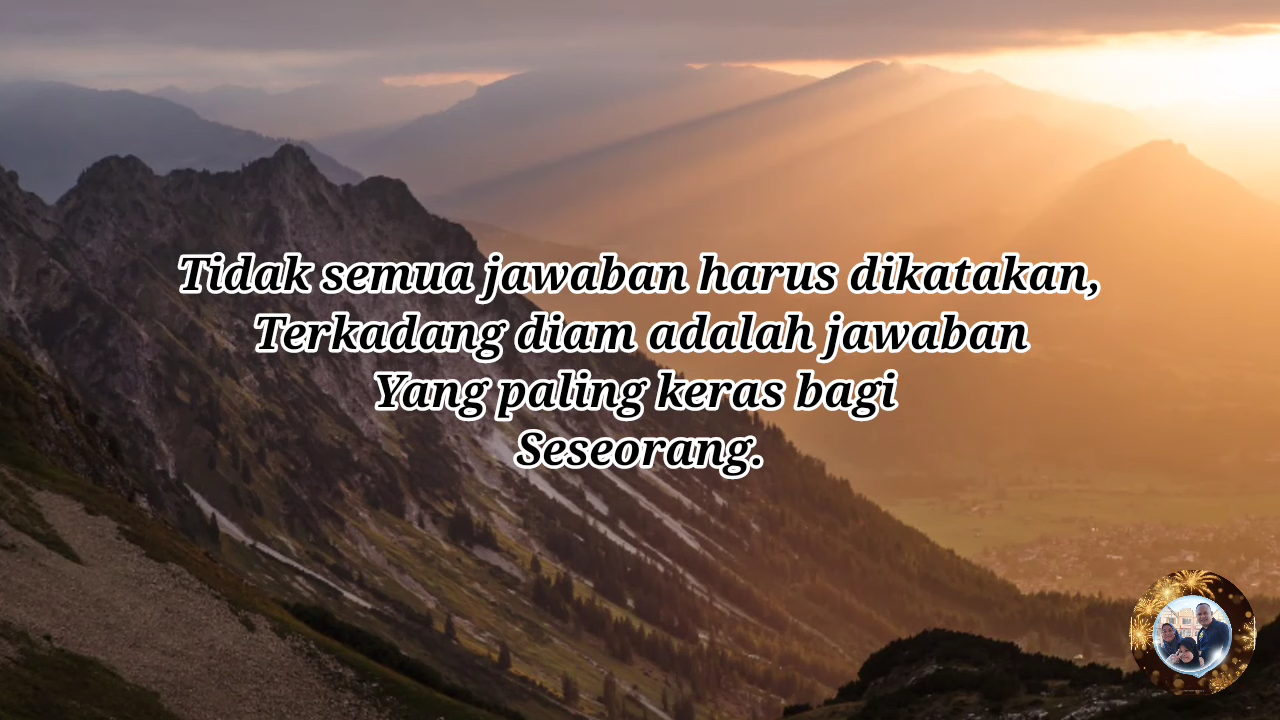 Tidak semua jawaban harus dikatakan,
Terkadang diam adalah jawaban
Yang paling keras bagi
Seseorang.